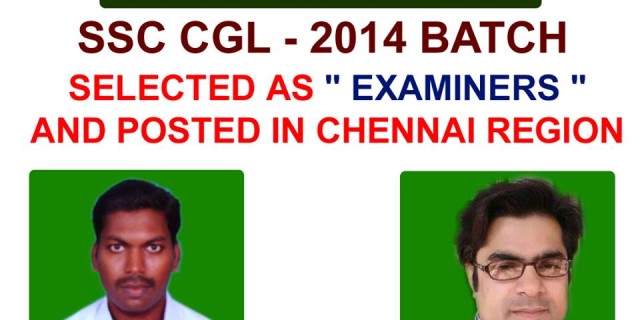 SSC CGL - 2014 BATCH
SELECTED AS " EXAMINERS "
AND POSTED IN CHENNAI REGION